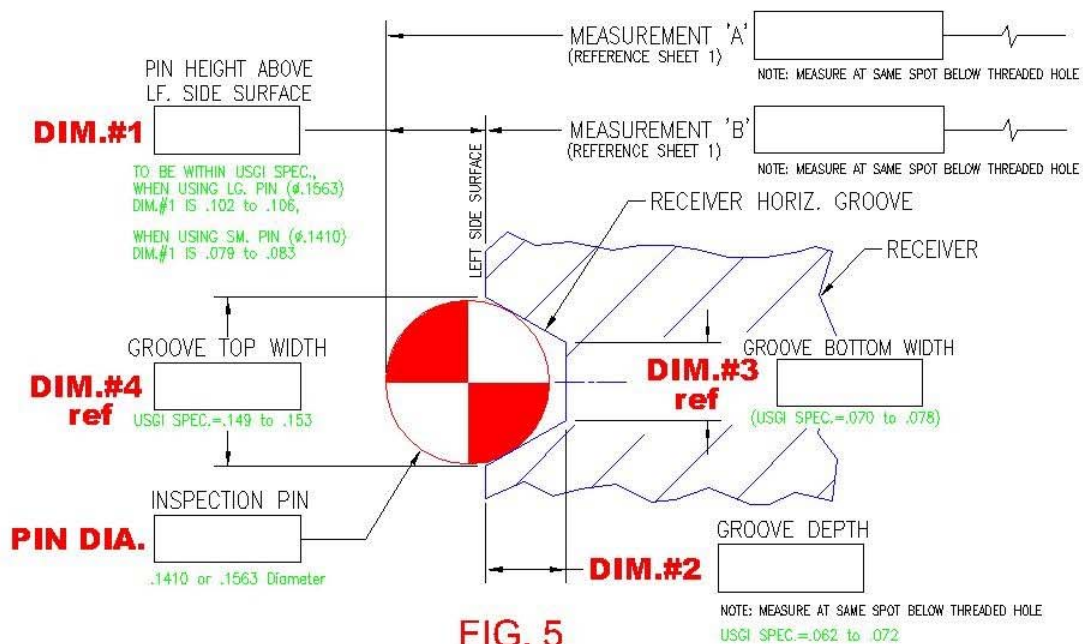 MEASUREMENT 'A'
(REFERENCE SHEET 1)
NOTE: MEASURE AT SAME SPOT BELOW THREADED HOLE
PIN HEIGHT ABOVE
LF. SIDE SURFACE
DIM.#1
TO BE WITHIN USGI SPEC.,
WHEN USING LG. PIN (ø.1563)
DIM.#1 IS .102 to .106,
WHEN USING SM. PIN (ø.1410)
DIM.#1 IS .079 to .083
MEASUREMENT 'B'
(REFERENCE SHEET 1)
NOTE: MEASURE AT SAME SPOT BELOW THREADED HOLE
LEFT SIDE SURFACE
RECEIVER HORIZ. GROOVE
RECEIVER
GROOVE TOP WIDTH
DIM.#4
ref
USGI SPEC.=.149 to .153
GROOVE BOTTOM WIDTH
DIM.#3
ref
(USGI SPEC.=.070 to .078)
INSPECTION PIN
PIN DIA.
.1410 or .1563 Diameter
GROOVE DEPTH
DIM.#2
NOTE: MEASURE AT SAME SPOT BELOW THREADED HOLE
USGI SPEC.=.062 to .072
FIG. 5